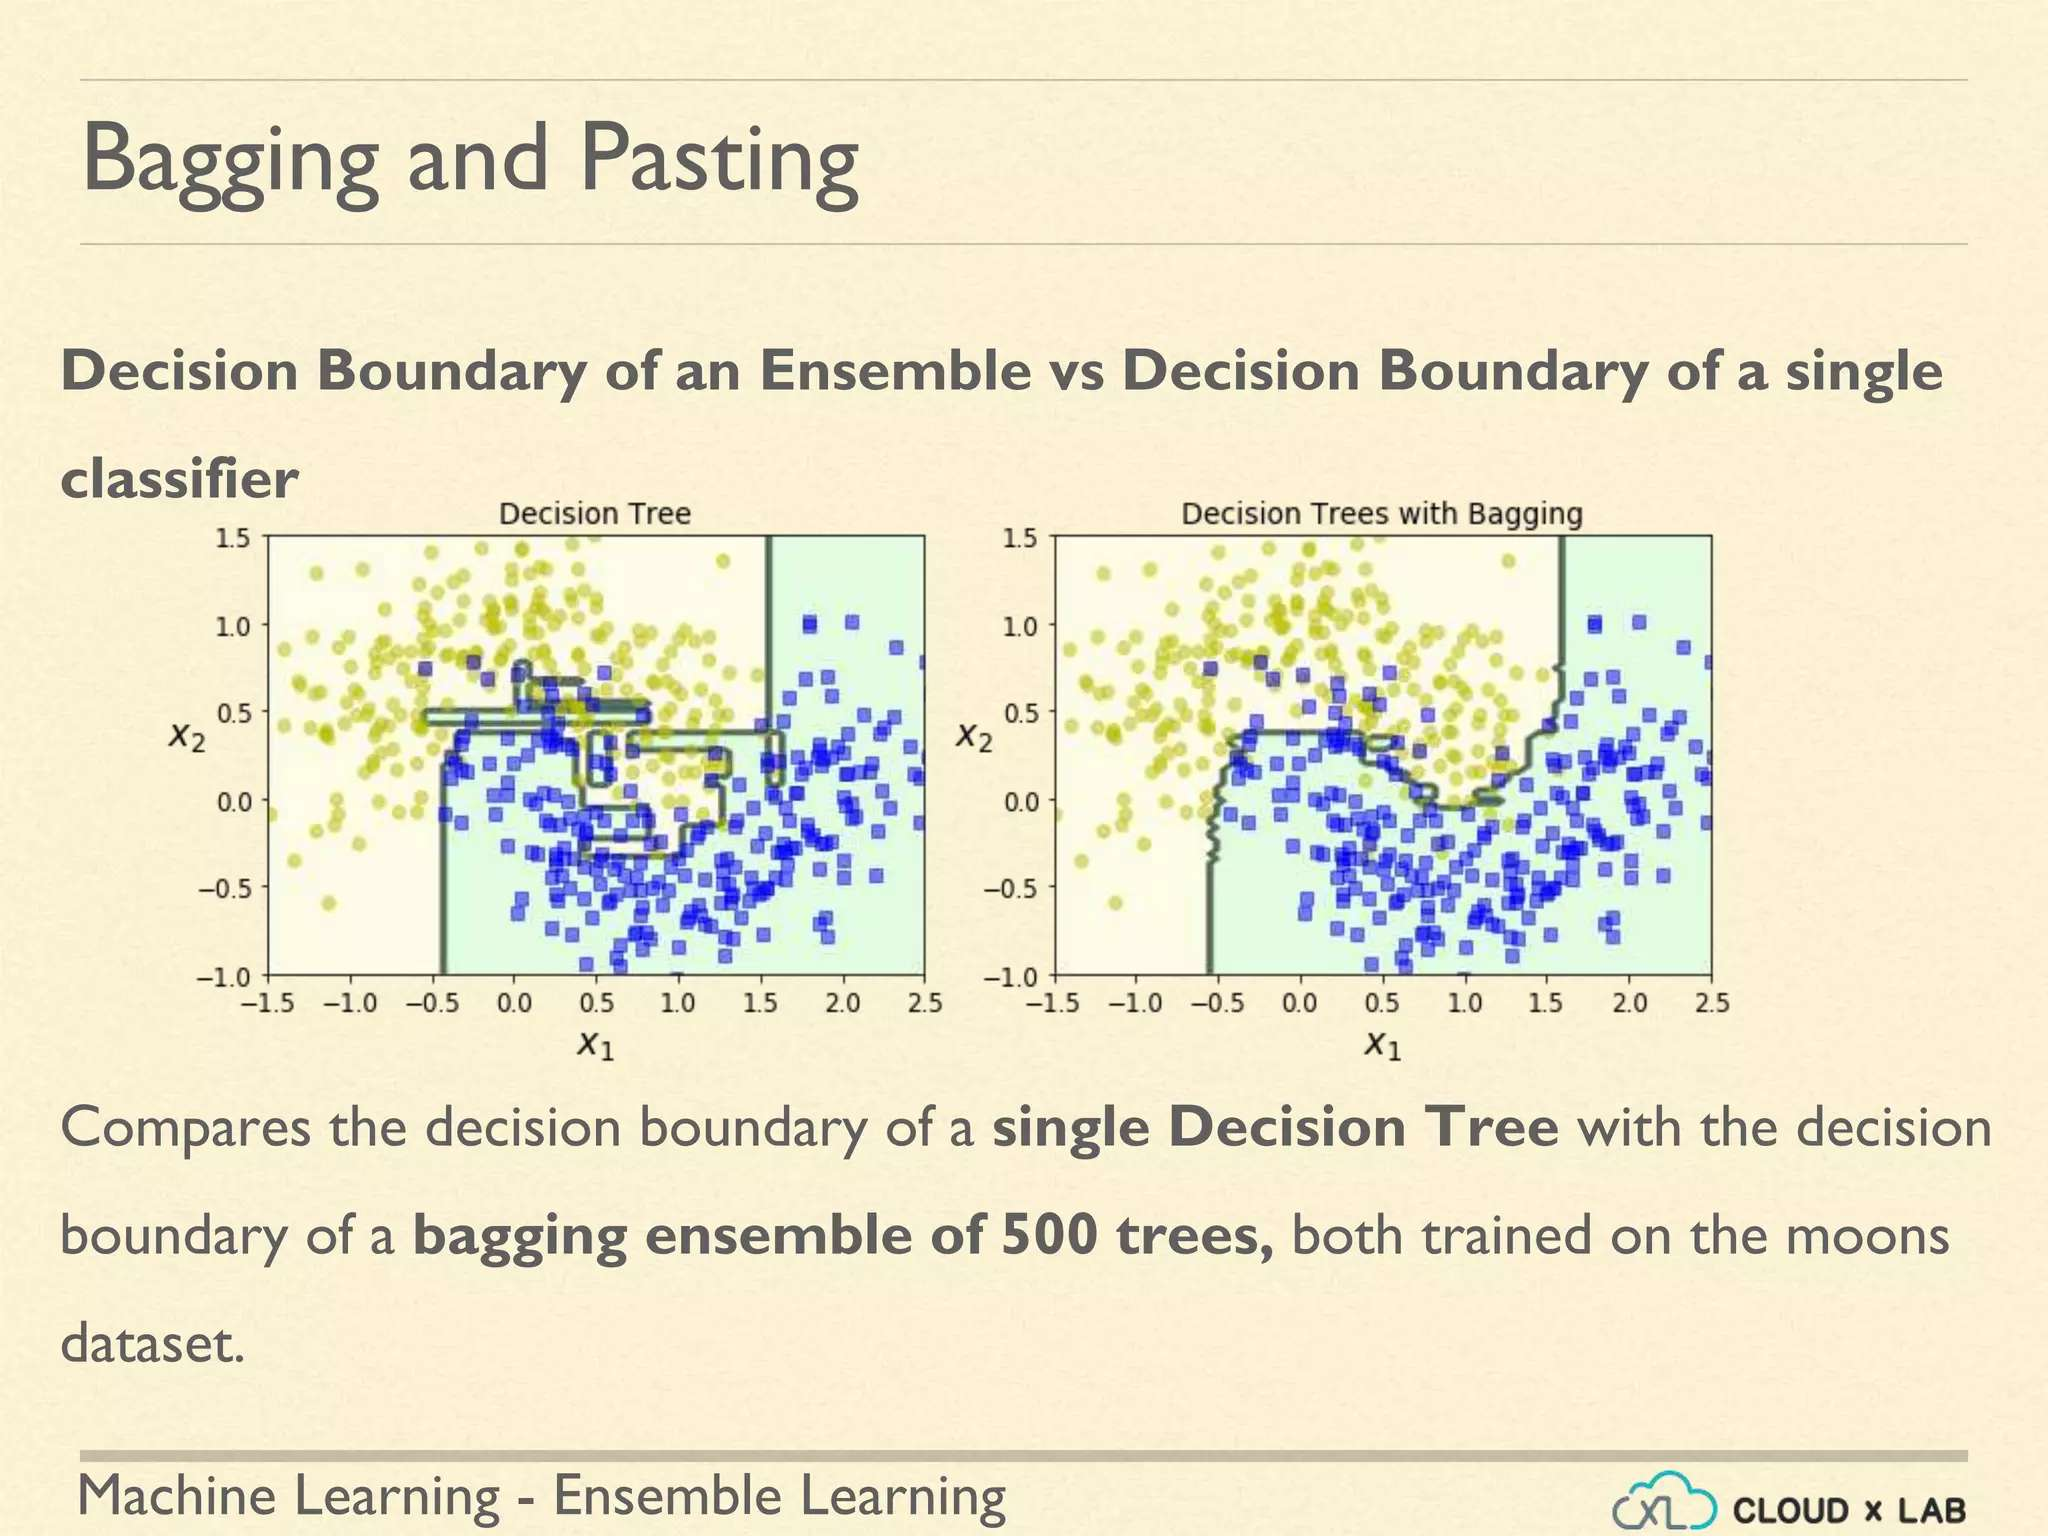 Bagging and Pasting
Decision Boundary of an Ensemble vs Decision Boundary of a single
classifier
Decision Tree
1.5
1.0
0.5
0.0
−0.5
−1.0
x2
−1.5 −1.0 −0.5 0.0 0.5 1.0 1.5 2.0 2.5
x1
Decision Trees with Bagging
1.5
1.0
0.5
0.0
−0.5
−1.0
x2
−1.5 −1.0 −0.5 0.0 0.5 1.0 1.5 2.0 2.5
x1
Compares the decision boundary of a single Decision Tree with the decision
boundary of a bagging ensemble of 500 trees, both trained on the moons
dataset.
Machine Learning - Ensemble Learning
XL CLOUD x LAB